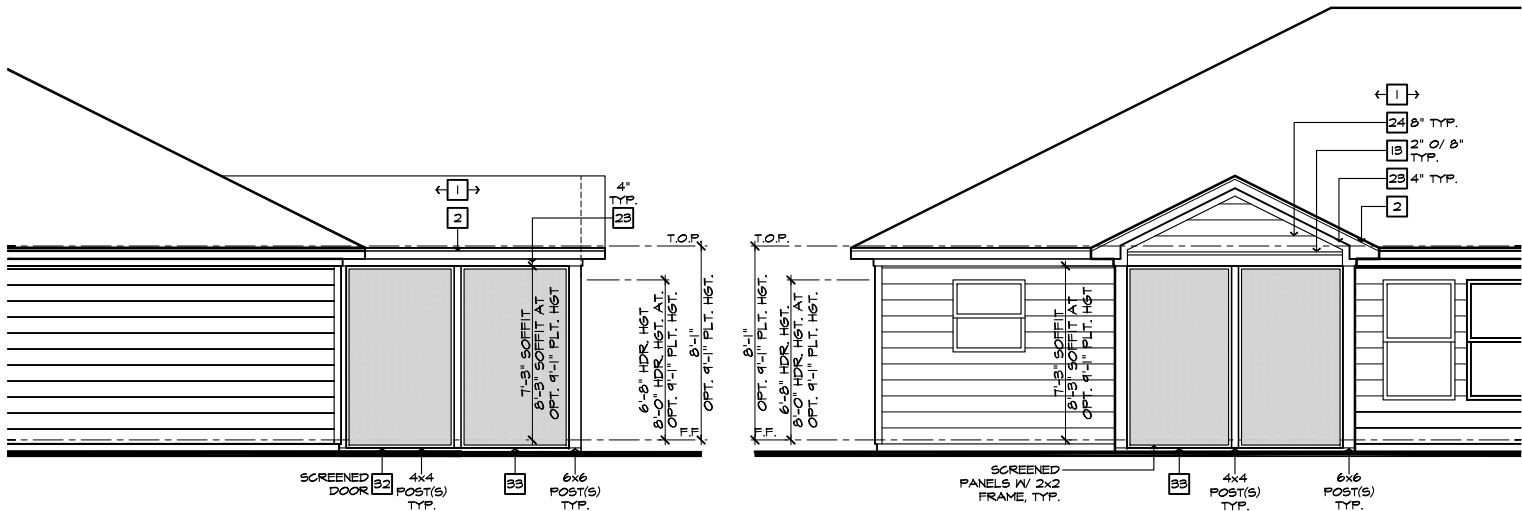 1
2
4"
TYP.
23
T.O.P.
7'-3" SOFFIT
8'-3" SOFFIT AT
OPT. 9'-1" PLT. HGT
6'-8" HDR. HGT
8'-0" HDR. HGT. AT.
OPT. 9'-1" PLT. HGT.
8'-1"
OPT. 9'-1" PLT. HGT.
F.F.
SCREENED
DOOR
32
4x4
POST(S)
TYP.
33
6x6
POST(S)
TYP.
1
24 8" TYP.
13 2" O/ 8"
TYP.
23 4" TYP.
2
T.O.P.
8'-1"
OPT. 9'-1" PLT. HGT.
6'-8" HDR. HGT
8'-0" HDR. HGT. AT
OPT. 9'-1" PLT. HGT.
7'-3" SOFFIT
8'-3" SOFFIT AT
OPT. 9'-1" PLT. HGT
F.F.
SCREENED
PANELS W/ 2x2
FRAME, TYP.
33
4x4
POST(S)
TYP.
6x6
POST(S)
TYP.